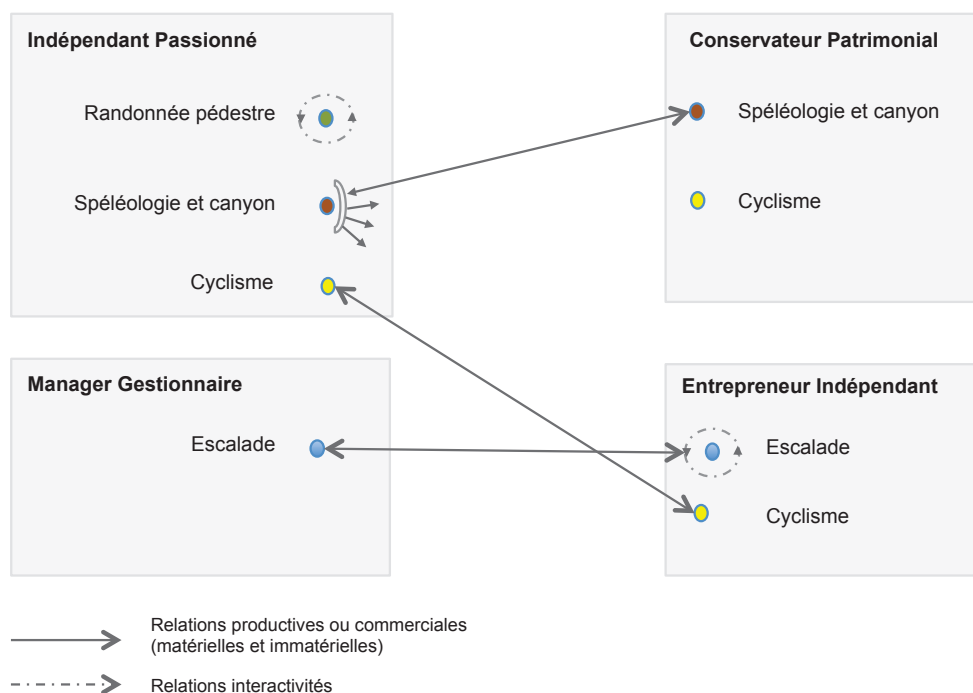 Indépendant Passionné
Randonnée pédestre
Spéléologie et canyon
Cyclisme
Conservateur Patrimonial
Spéléologie et canyon
Cyclisme
Manager Gestionnaire
Escalade
Entrepreneur Indépendant
Escalade
Cyclisme
Relations productives ou commerciales
(matérielles et immatérielles)
Relations interactivités